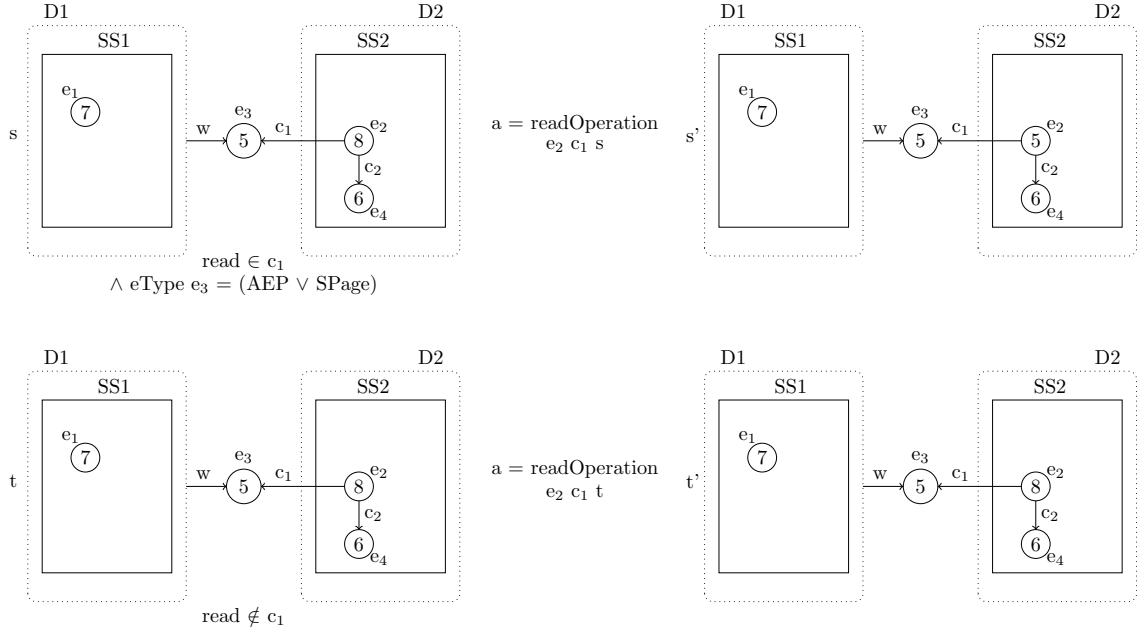 D1 D2 D1 D2
SS1 SS2 SS1 SS2
e₁ 7 e₃ e₂ e₁ 7 e₃ e₂
s w 5 c₁ 8 a = readOperation s' w 5 c₁ 5
e₂ c₁ s
c₂ c₂
6 e₄ 6 e₄
read ∈ c₁
∧ eType e₃ = (AEP ∨ SPage)
D1 D2 D1 D2
SS1 SS2 SS1 SS2
e₁ 7 e₃ e₂ e₁ 7 e₃ e₂
t w 5 c₁ 8 a = readOperation t' w 5 c₁ 8
e₂ c₁ t
c₂ c₂
6 e₄ 6 e₄
read ∉ c₁